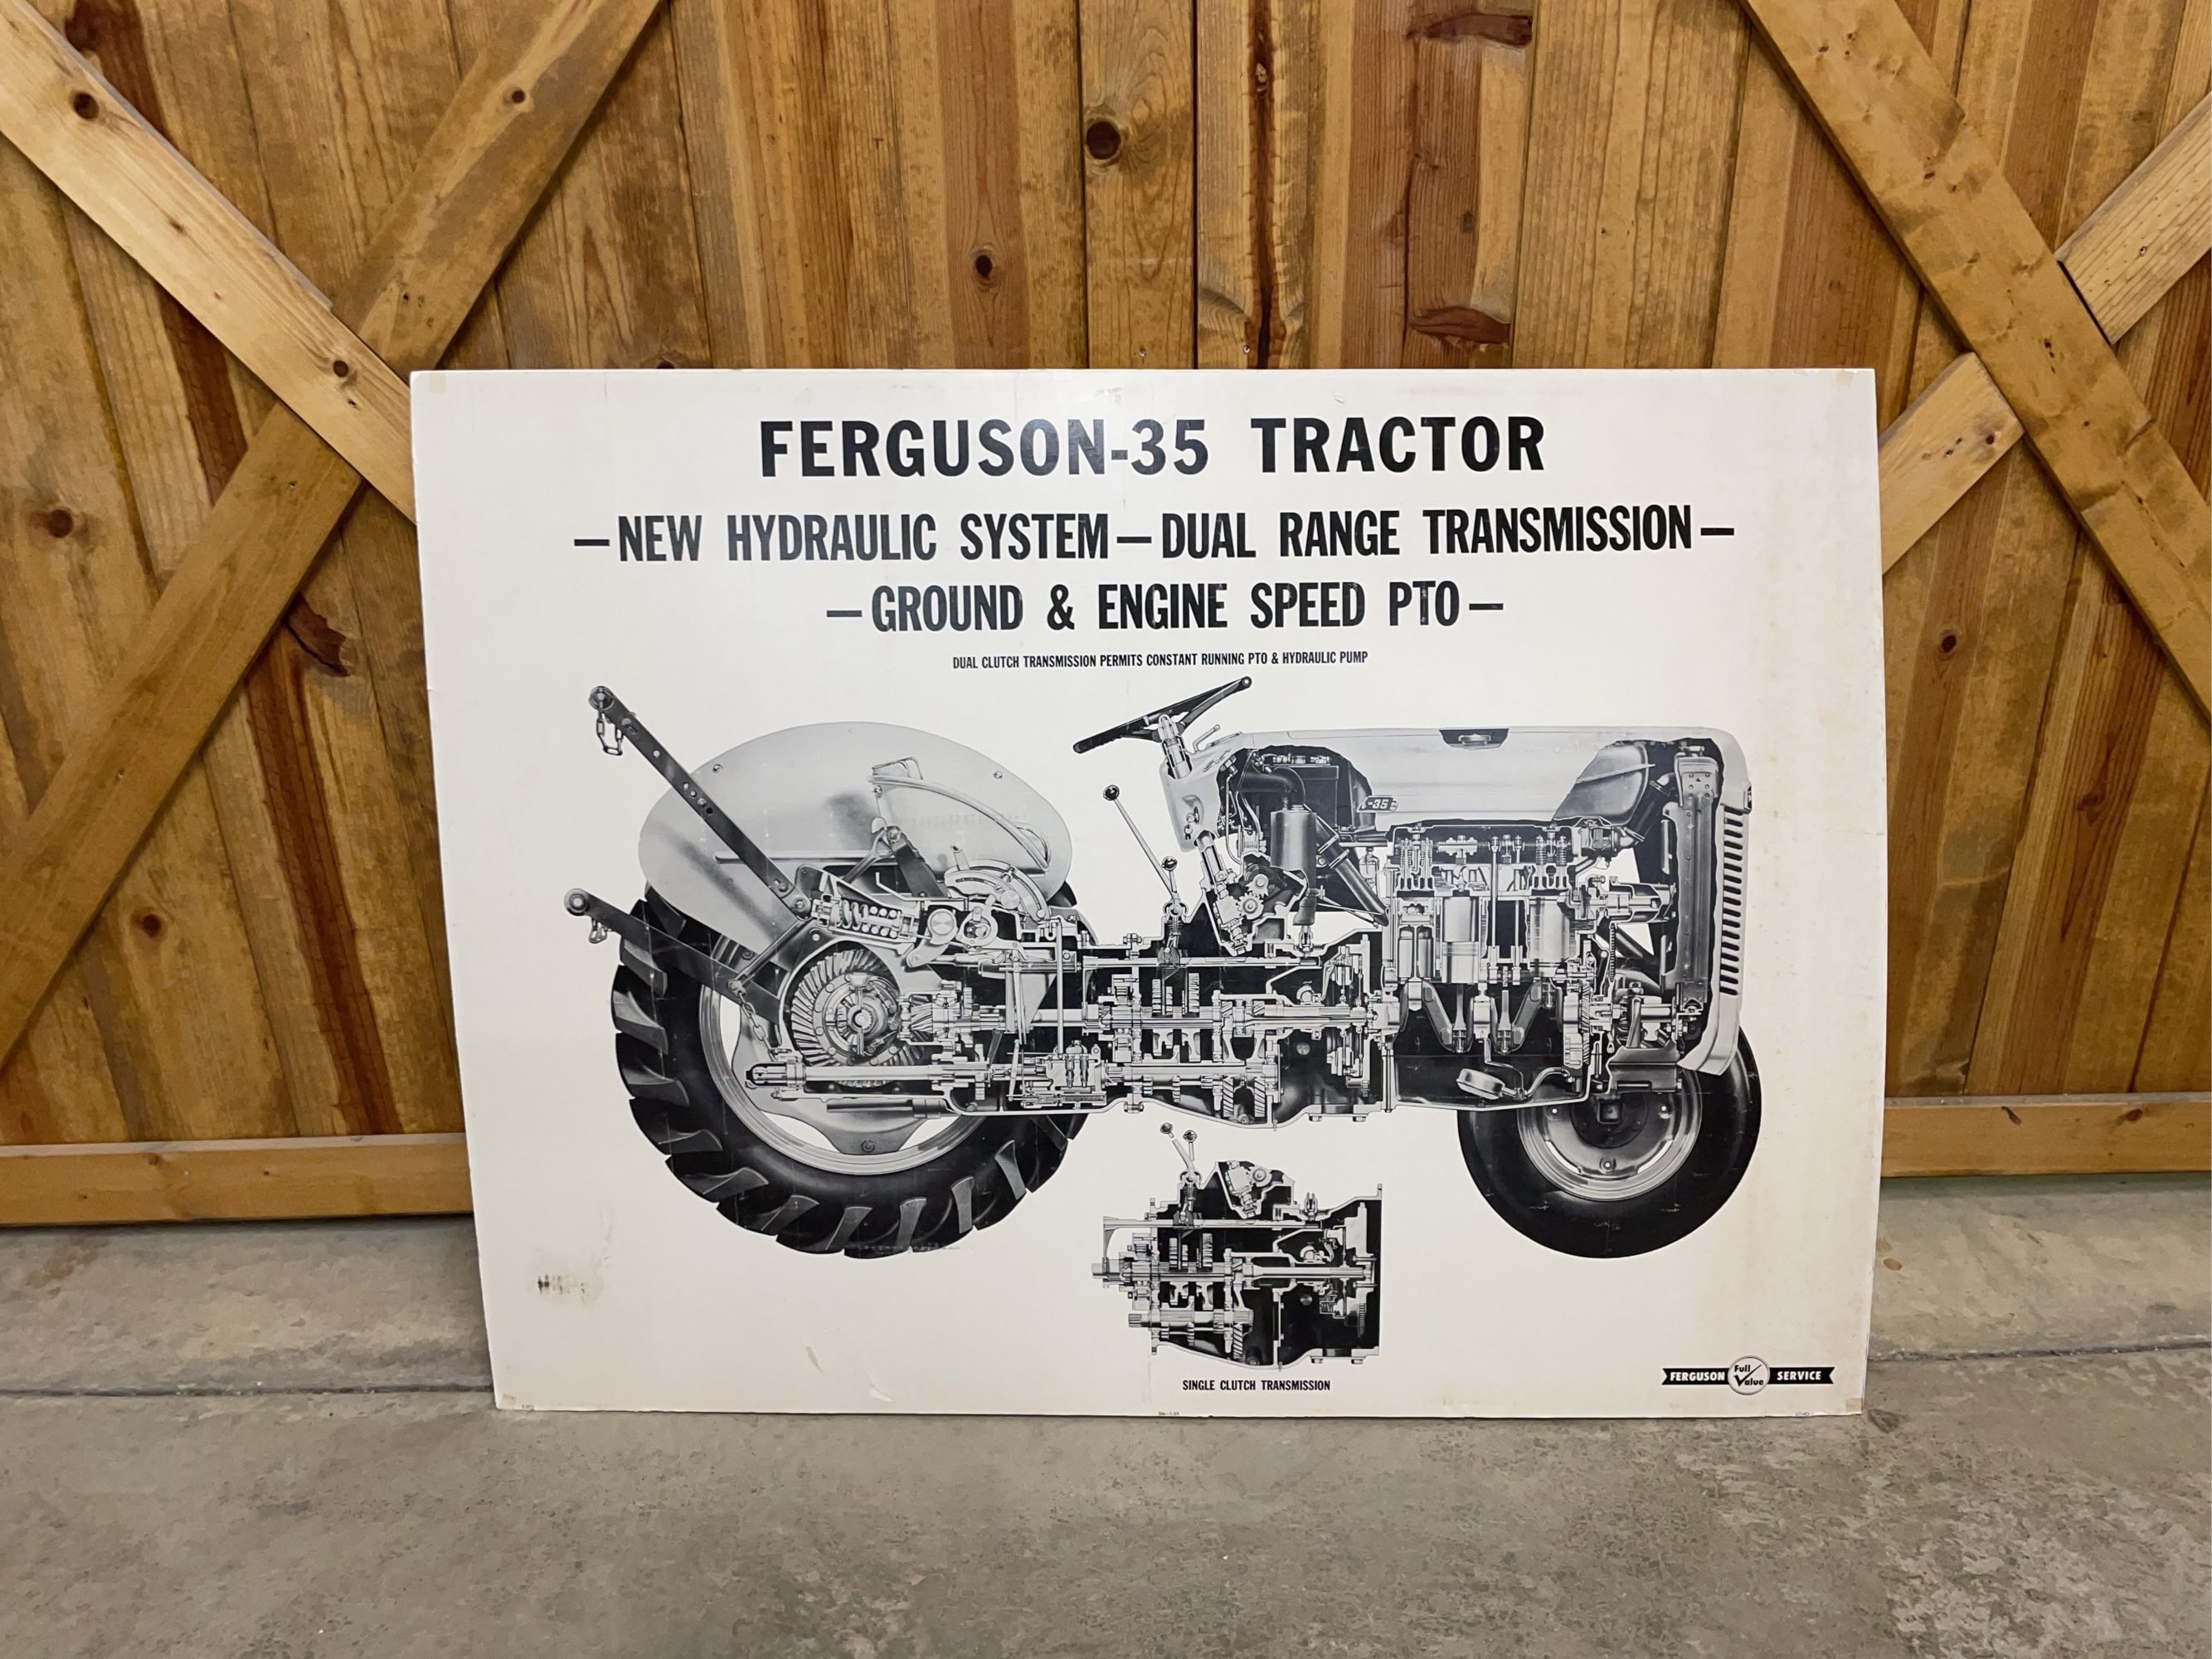 FERGUSON-35 TRACTOR
—NEW HYDRAULIC SYSTEM—DUAL RANGE TRANSMISSION—
—GROUND & ENGINE SPEED PTO—
DUAL CLUTCH TRANSMISSION PERMITS CONSTANT RUNNING PTO & HYDRAULIC PUMP
-35
SINGLE CLUTCH TRANSMISSION
FERGUSON Full Value SERVICE